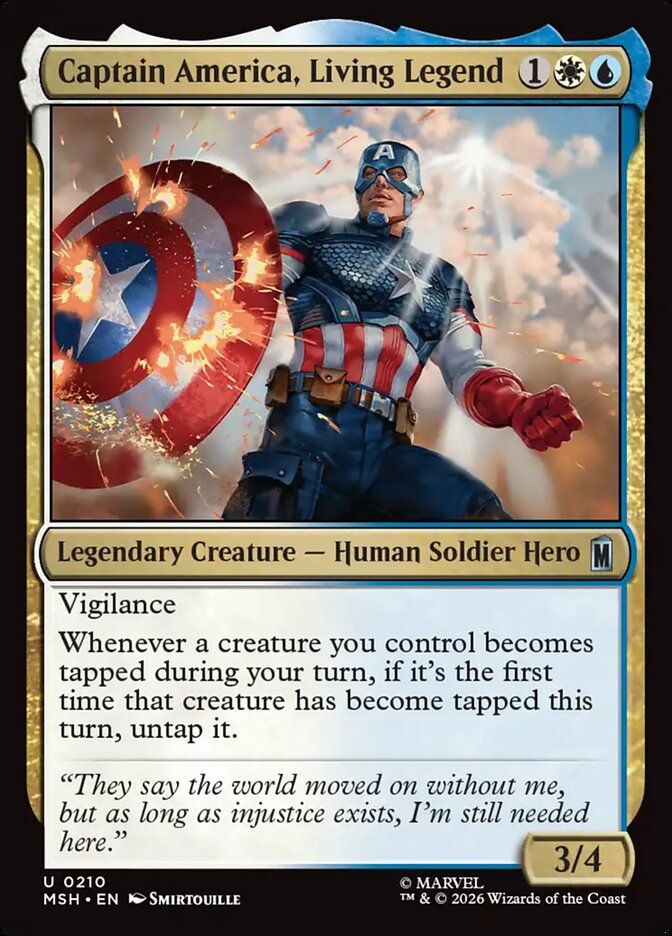 Captain America, Living Legend 1
A
Legendary Creature — Human Soldier Hero M
Vigilance
Whenever a creature you control becomes
tapped during your turn, if it's the first
time that creature has become tapped this
turn, untap it.
“They say the world moved on without me,
but as long as injustice exists, I'm still needed
here.”
3/4
U 0210
MSH • EN Smirtouille
© MARVEL
™ & © 2026 Wizards of the Coast